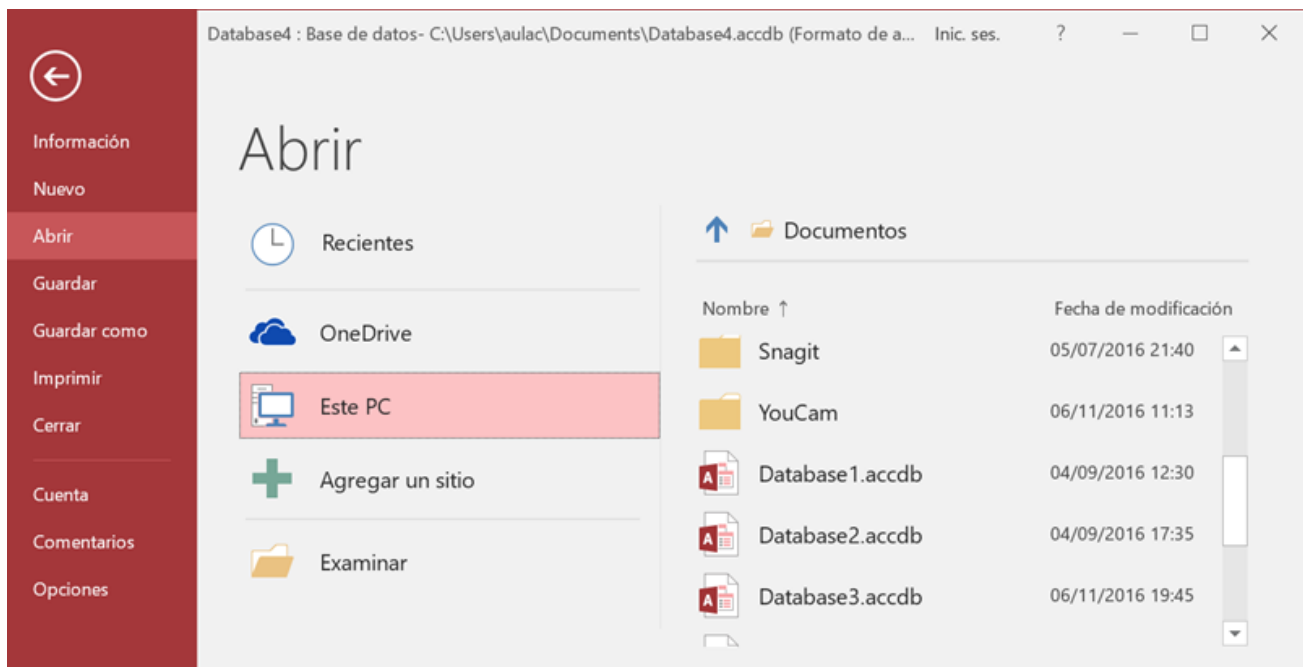 Database4 : Base de datos- C:\Users\aulac\Documents\Database4.accdb (Formato de a... Inic. ses. ?
Información
Nuevo
Abrir
Guardar
Guardar como
Imprimir
Cerrar
Cuenta
Comentarios
Opciones
Abrir
Recientes
OneDrive
Este PC
Agregar un sitio
Examinar
Documentos
Nombre ↑ Fecha de modificación
Snagit 05/07/2016 21:40
YouCam 06/11/2016 11:13
Database1.accdb 04/09/2016 12:30
Database2.accdb 04/09/2016 17:35
Database3.accdb 06/11/2016 19:45